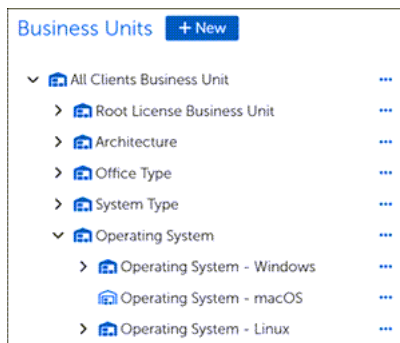 Business Units + New
All Clients Business Unit
Root License Business Unit
Architecture
Office Type
System Type
Operating System
Operating System - Windows
Operating System - macOS
Operating System - Linux